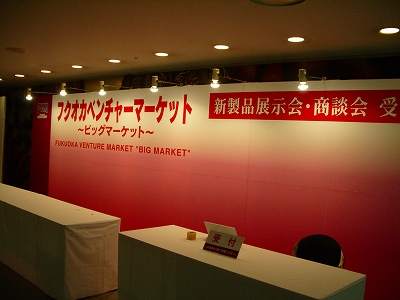 フクオカベンチャーマーケット
～ビッグマーケット～
FUKUOKA VENTURE MARKET "BIG MARKET"
新製品展示会・商談会 受
受付